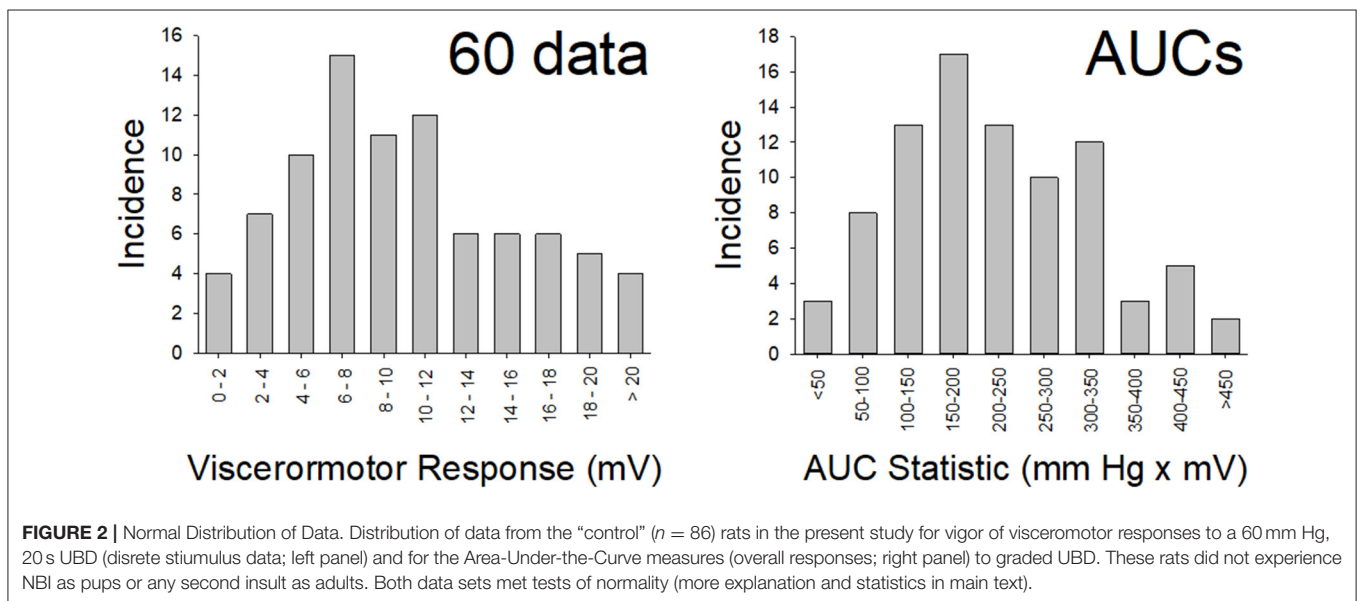 60 data
16
14
12
10
8
6
4
2
0
Incidence
0 - 2
2 - 4
4 - 6
6 - 8
8 - 10
10 - 12
12 - 14
14 - 16
16 - 18
18 - 20
> 20
Viscerormotor Response (mV)
AUCs
18
16
14
12
10
8
6
4
2
0
Incidence
<50
50-100
100-150
150-200
200-250
250-300
300-350
350-400
400-450
>450
AUC Statistic (mm Hg x mV)
FIGURE 2 | Normal Distribution of Data. Distribution of data from the “control” (n = 86) rats in the present study for vigor of visceromotor responses to a 60 mm Hg,
20 s UBD (disrete stiumulus data; left panel) and for the Area-Under-the-Curve measures (overall responses; right panel) to graded UBD. These rats did not experience
NBI as pups or any second insult as adults. Both data sets met tests of normality (more explanation and statistics in main text).